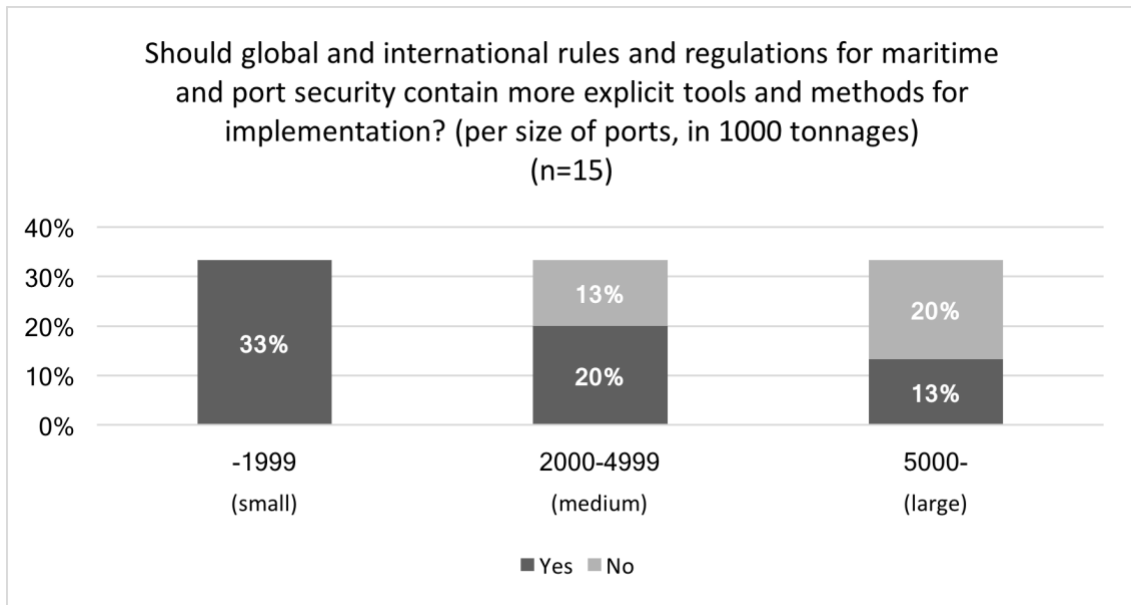 Should global and international rules and regulations for maritime
and port security contain more explicit tools and methods for
implementation? (per size of ports, in 1000 tonnages)
(n=15)
40%
30%
20%
10%
0%
33%
13%
20%
20%
13%
-1999
(small)
2000-4999
(medium)
5000-
(large)
Yes No